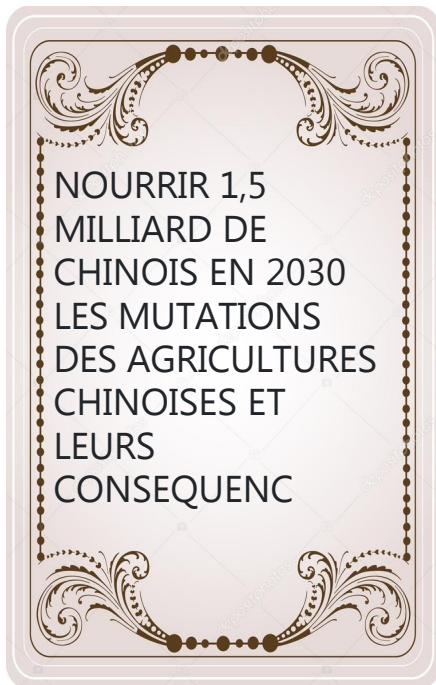 NOURRIR 1,5
MILLIARD DE
CHINOIS EN 2030
LES MUTATIONS
DES AGRICULTURES
CHINOISES ET
LEURS
CONSEQUENC